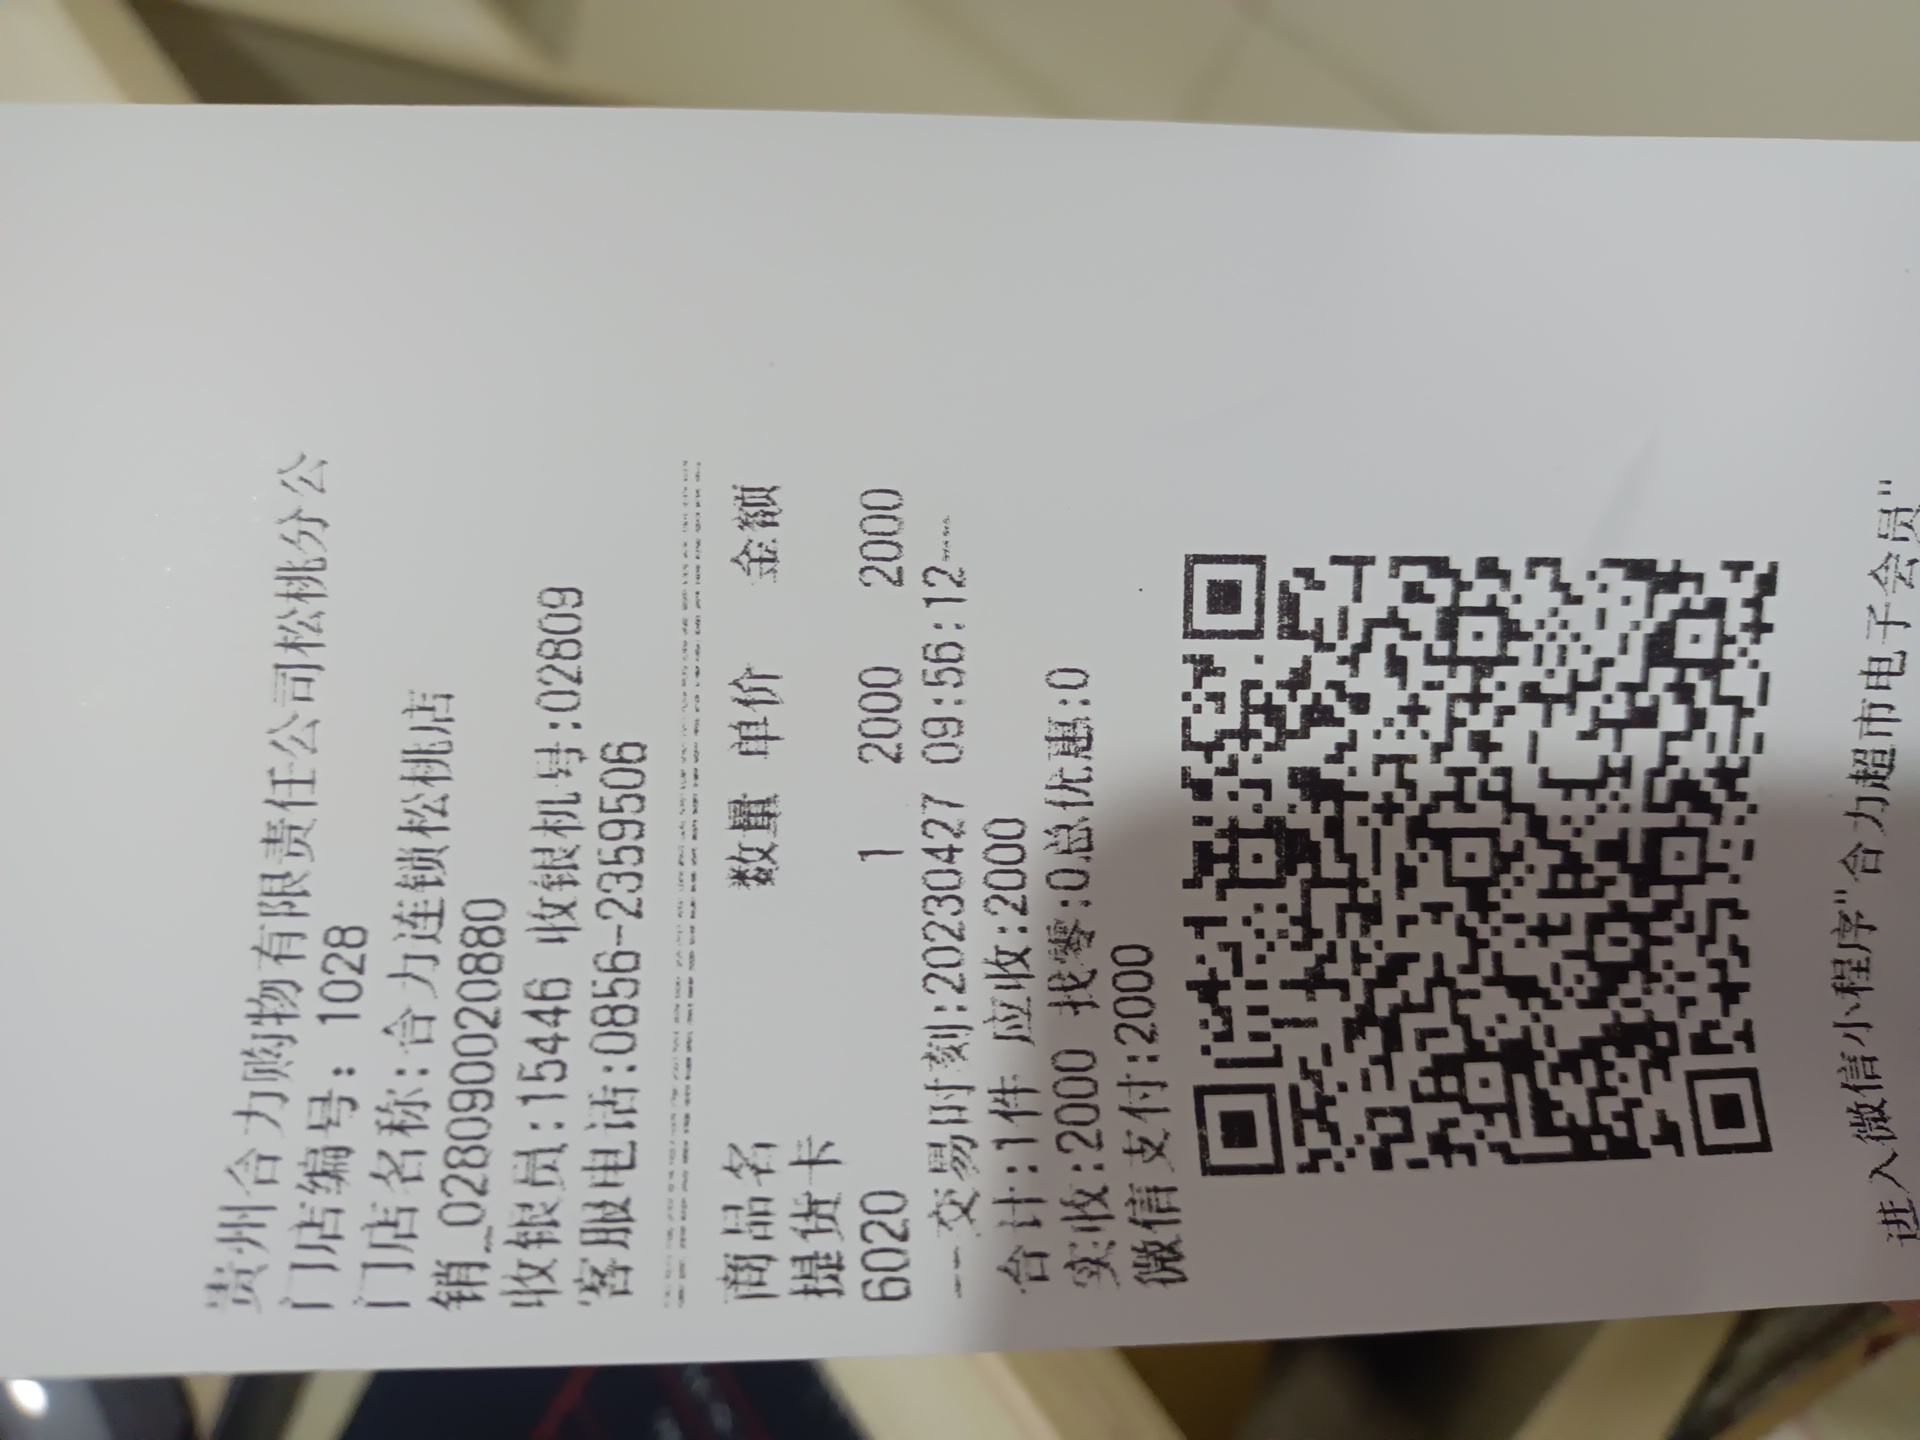 贵州合力购物有限责任公司松桃分公
门店编号：1028
门店名称:合力连锁松桃店
销_0280900020880
收银员:15446 收银机号:02809
客服电话:0856-2359506
商品名 数量 单价 金额
提货卡
6020 1 2000 2000
--交易时刻:20230427 09:56:12----
合计:1件 应收:2000
实收:2000 找零:0总优惠:0
微信支付:2000
进入微信小程序"合力超市电子会员"